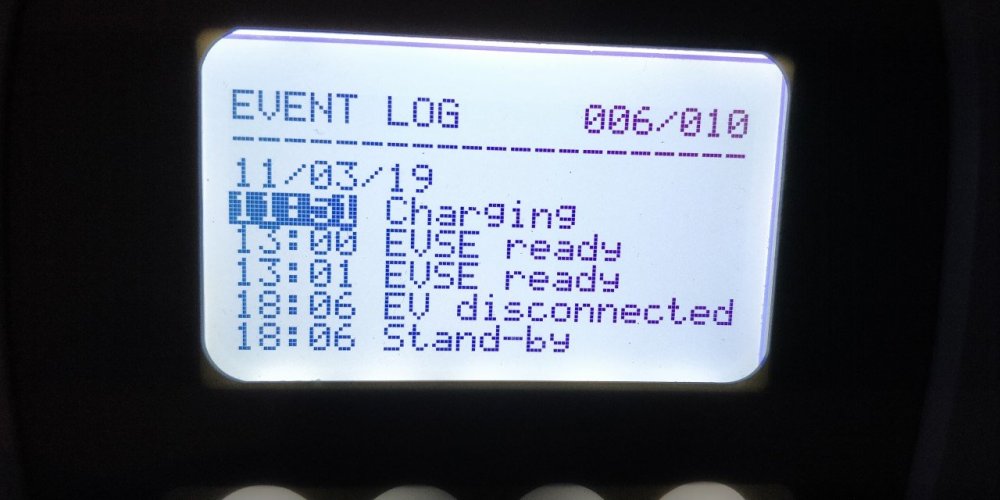 EVENT LOG 006/010
11/03/19
Charging
13:00 EVSE ready
13:01 EVSE ready
18:06 EV disconnected
18:06 Stand-by